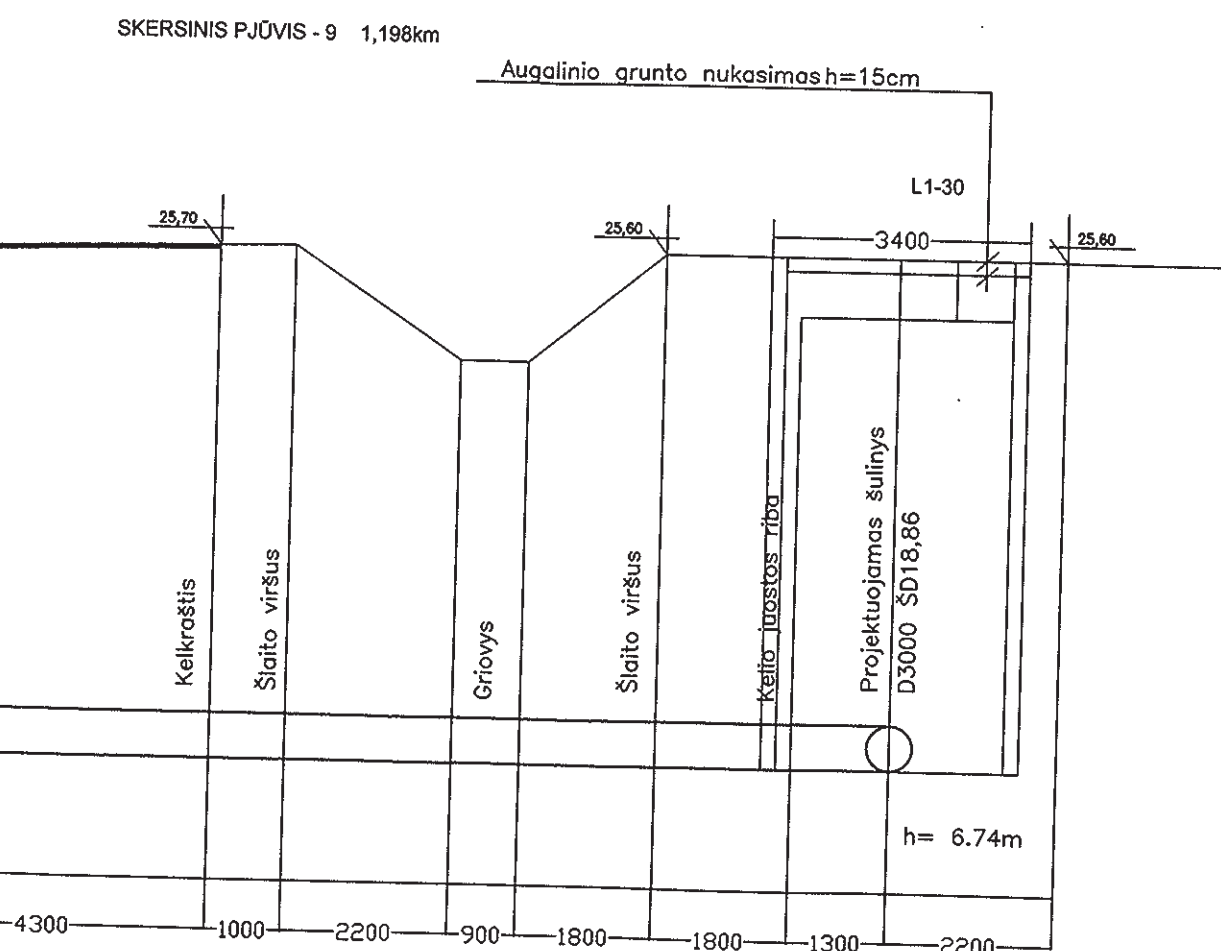 SKERSINIS PJŪVIS - 9 1,198km
Augalinio grunto nukasimas h=15cm
L1-30
25,70
25,60
3400
25,60
Kelkraštis
Šlaito viršus
Griovys
Šlaito viršus
Kelio juostos riba
Projektuojamas šulinys
D3000 ŠD18,86
h= 6.74m
4300
1000
2200
900
1800
1800
1300
2200